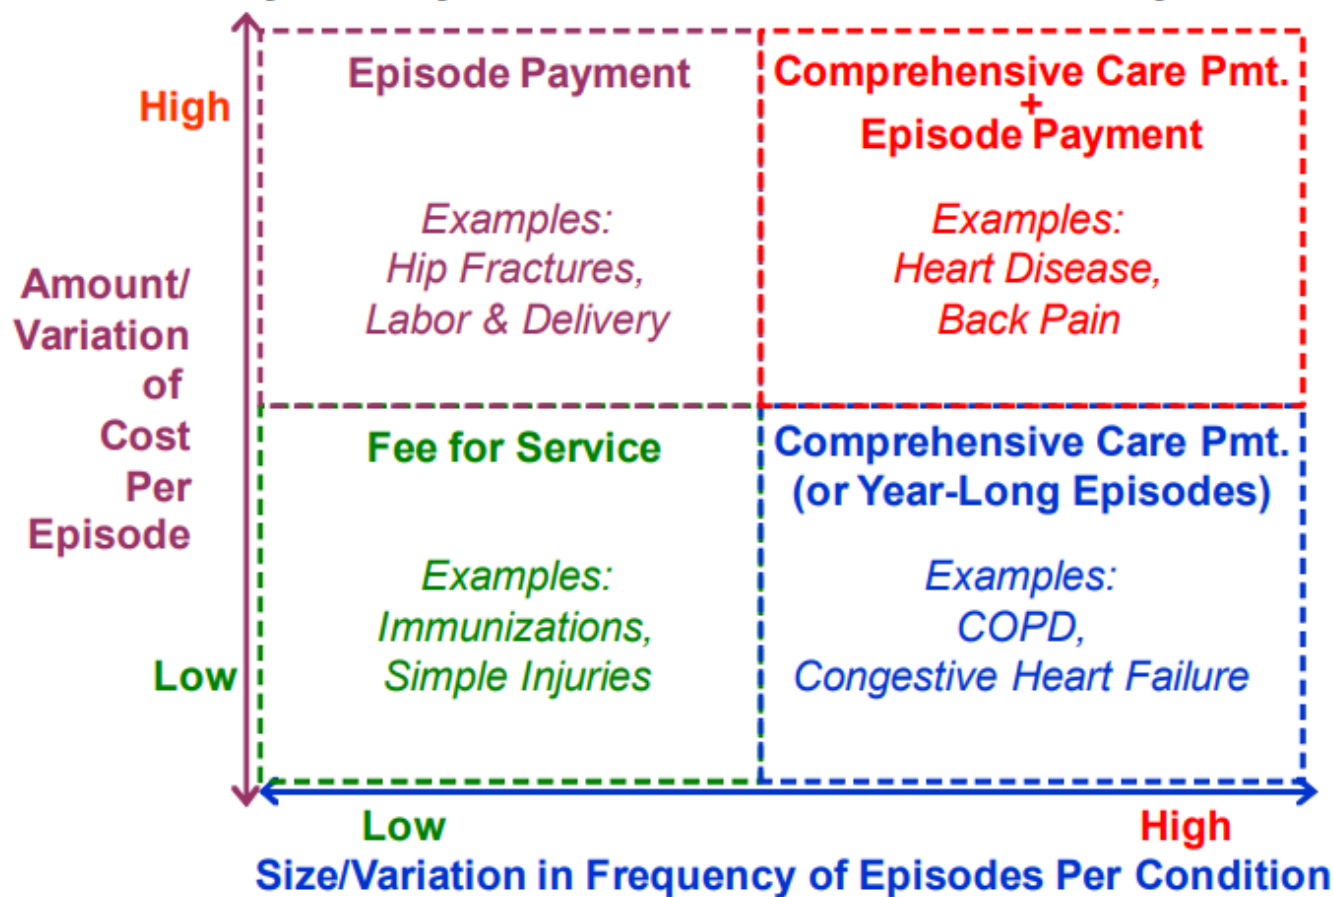 High
Amount/
Variation
of
Cost
Per
Episode
Low
Episode Payment
Examples:
Hip Fractures,
Labor & Delivery
Comprehensive Care Pmt.
+
Episode Payment
Examples:
Heart Disease,
Back Pain
Fee for Service
Examples:
Immunizations,
Simple Injuries
Comprehensive Care Pmt.
(or Year-Long Episodes)
Examples:
COPD,
Congestive Heart Failure
Low
High
Size/Variation in Frequency of Episodes Per Condition